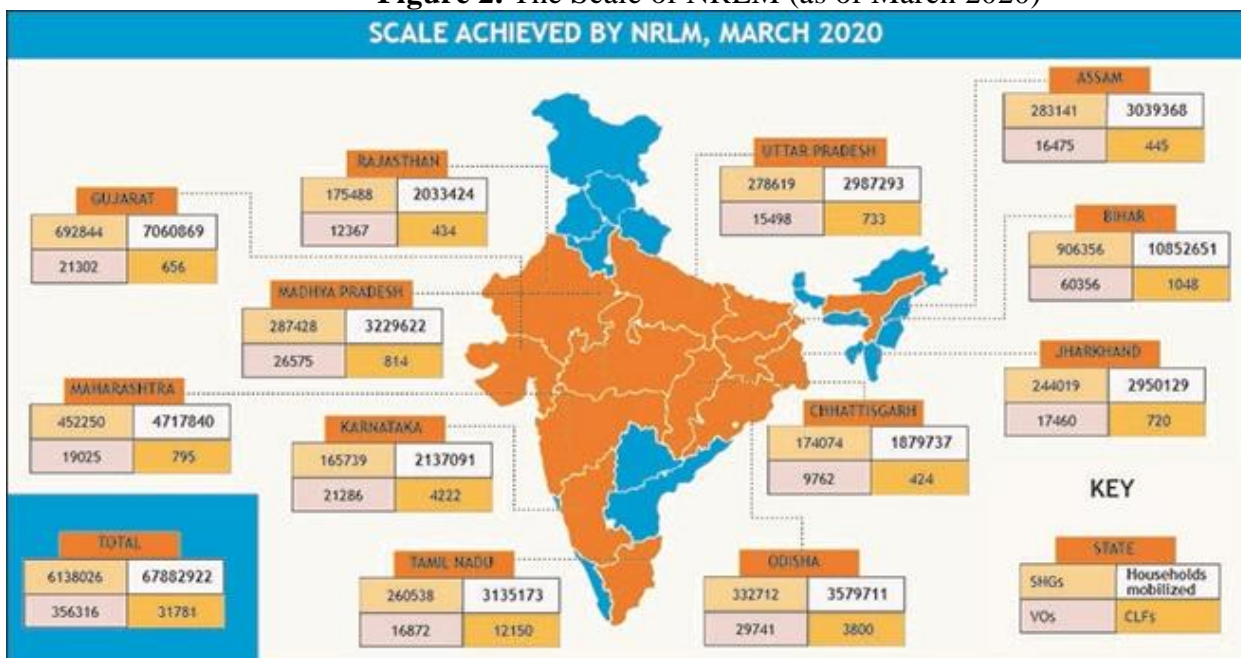 Figure 2: The Scale of NRLM (as of March 2020)
SCALE ACHIEVED BY NRLM, MARCH 2020
ASSAM
283141 3039368
16475 445
RAJASTHAN
175488 2033424
12367 434
UTTAR PRADESH
278619 2987293
15498 733
GUJARAT
692844 7060869
21302 656
BIHAR
906356 10852651
60356 1048
MADHYA PRADESH
287428 3229622
26575 814
JHARKHAND
244019 2950129
17460 720
MAHARASHTRA
452250 4717840
19025 795
KARNATAKA
165739 2137091
21286 4222
CHHATTISGARH
174074 1879737
9762 424
KEY
STATE
SHGs Households
mobilized
VOs CLFs
TOTAL
6138026 67882922
356316 31781
TAMIL NADU
260538 3135173
16872 12150
ODISHA
332712 3579711
29741 3800